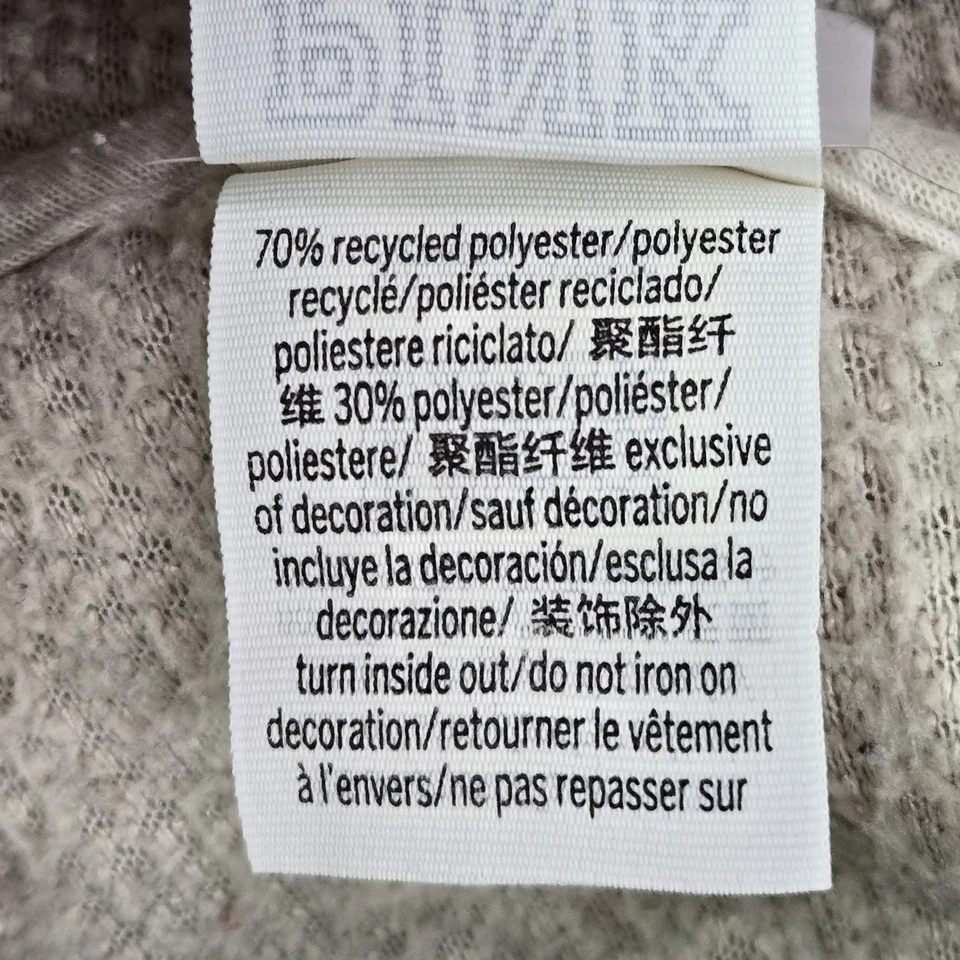 PINK
70% recycled polyester/polyester
recyclé/poliéster reciclado/
poliestere riciclato/ 聚酯纤
维 30% polyester/poliéster/
poliestere/ 聚酯纤维 exclusive
of decoration/sauf décoration/no
incluye la decoración/esclusa la
decorazione/ 装饰除外
turn inside out/do not iron on
decoration/retourner le vêtement
à l'envers/ne pas repasser sur